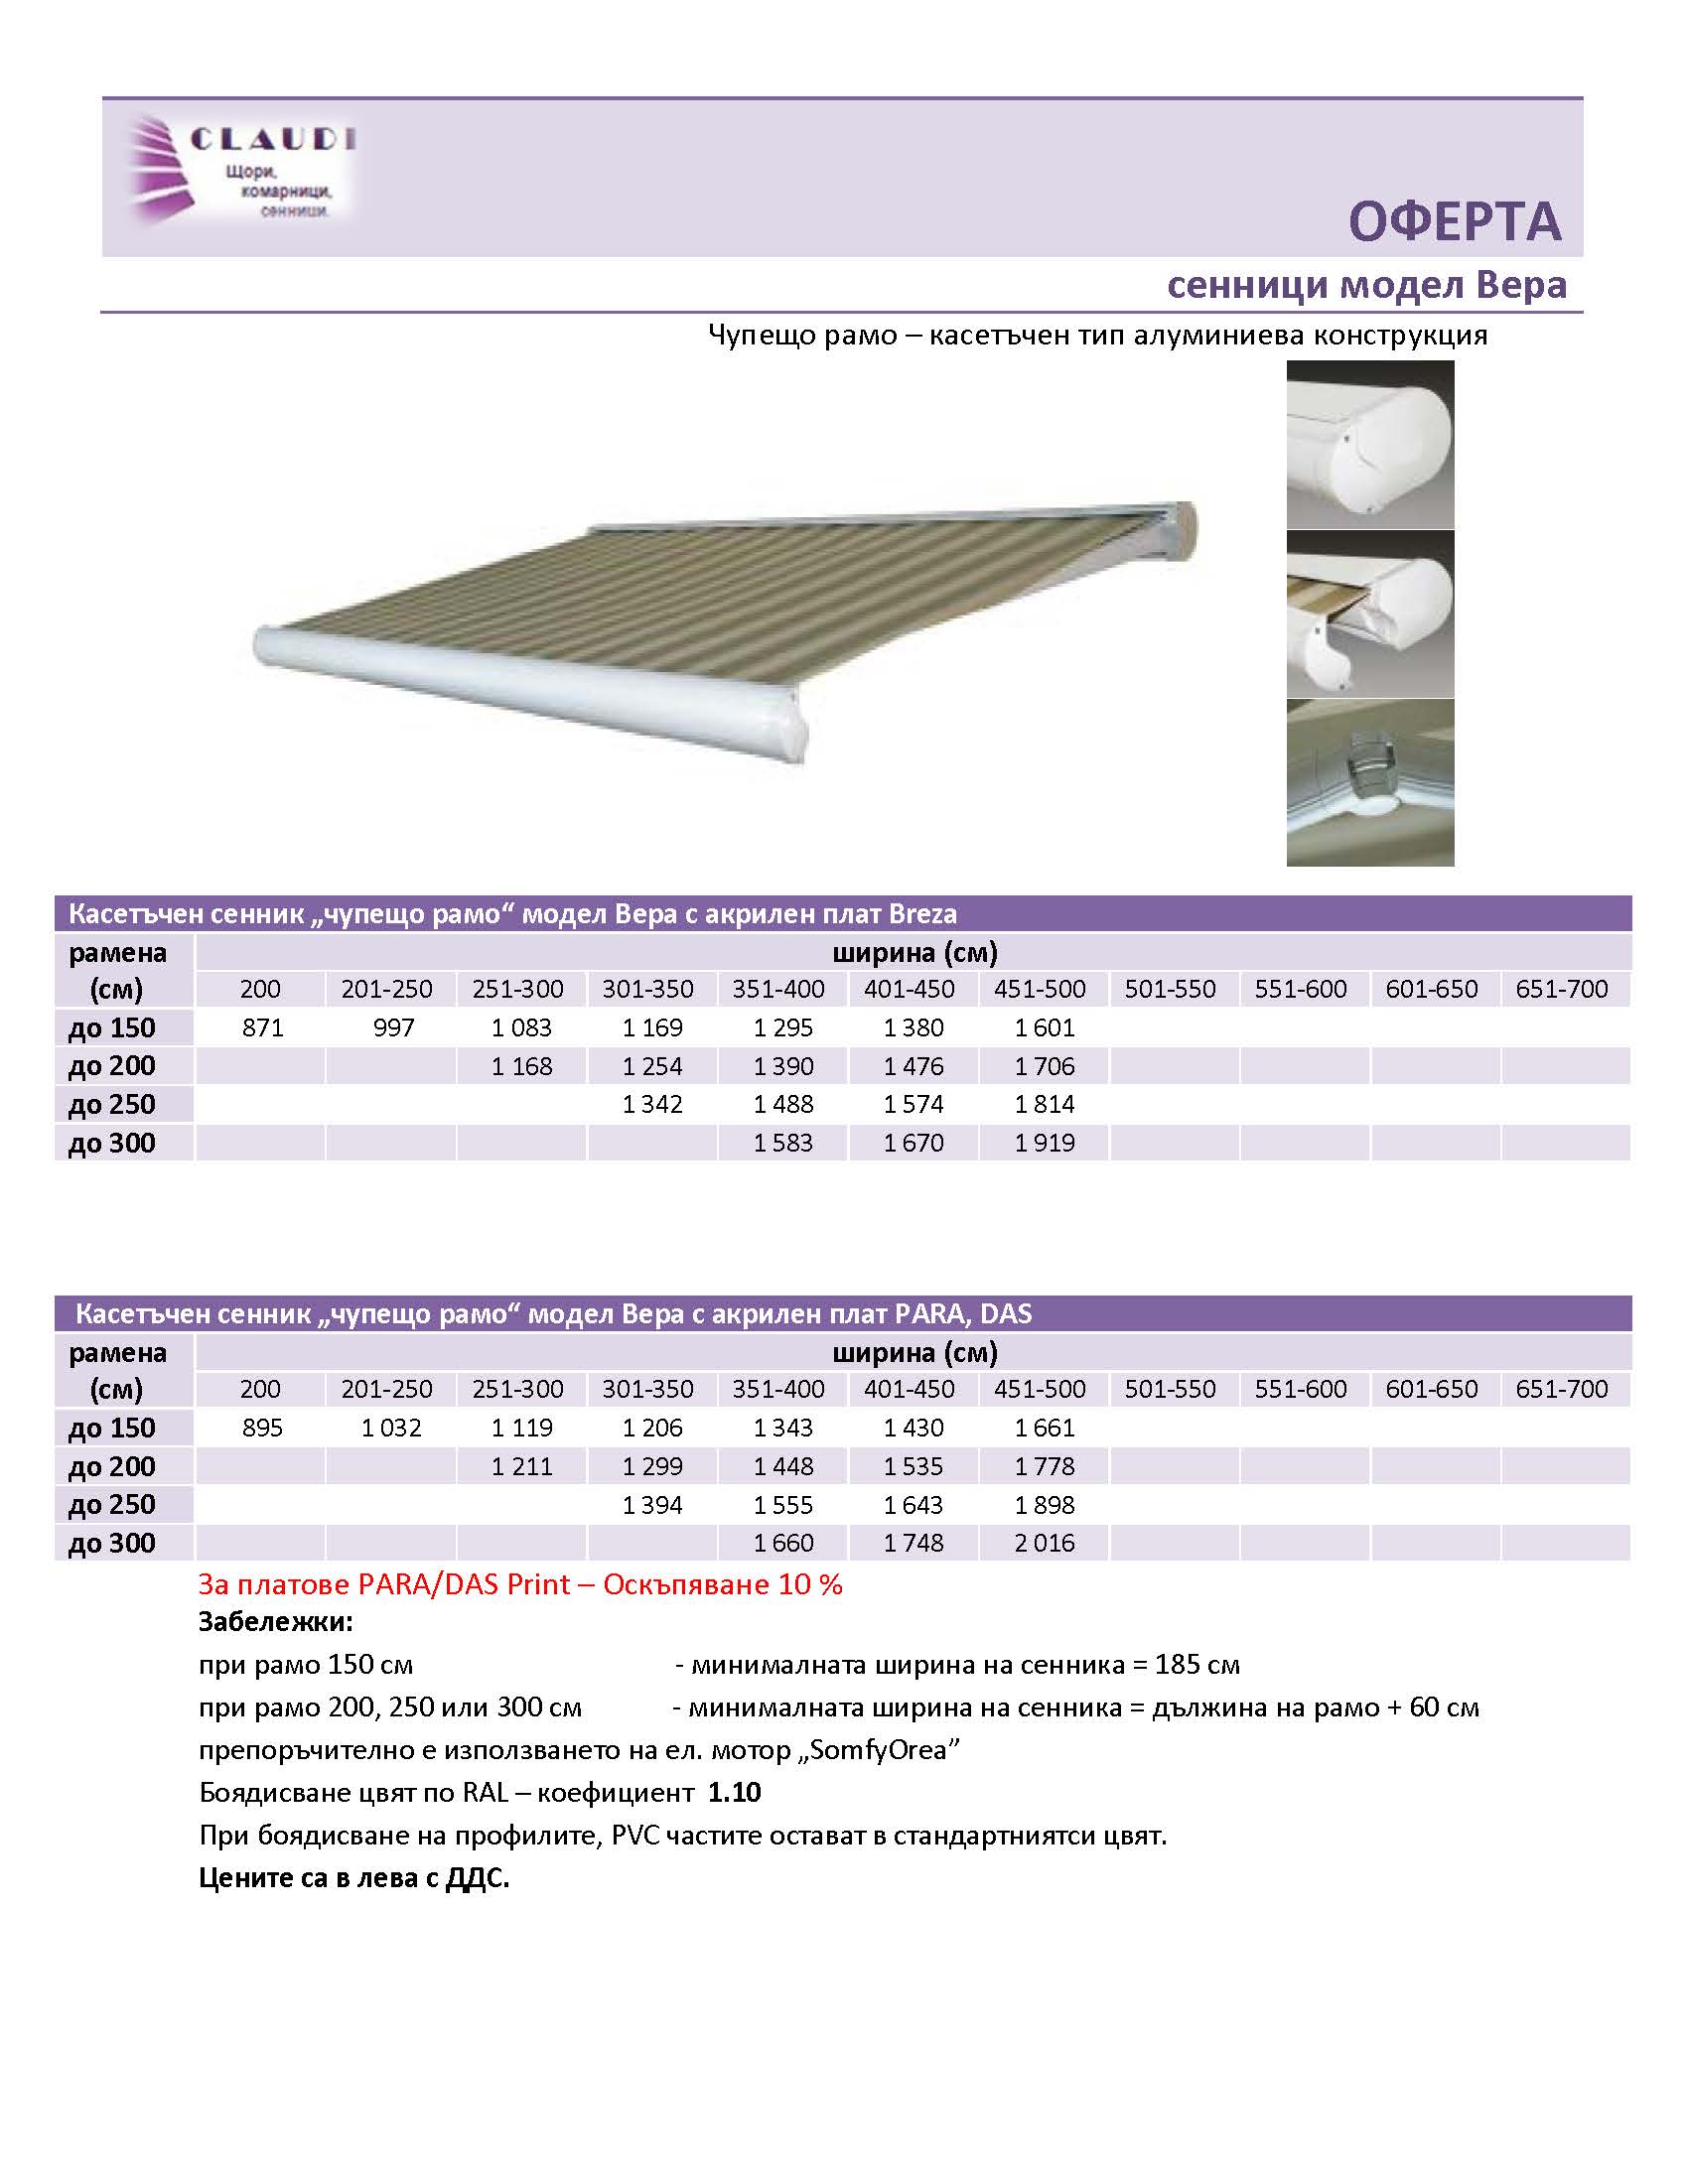 CLAUDI
Щори,
комарници,
сенници.
ОФЕРТА
сенници модел Вера
Чупещо рамо – касетъчен тип алуминиева конструкция
Касетъчен сенник „чупещо рамо“ модел Вера с акрилен плат Breza
рамена ширина (см)
(см) 200 201-250 251-300 301-350 351-400 401-450 451-500 501-550 551-600 601-650 651-700
до 150 871 997 1 083 1 169 1 295 1 380 1 601
до 200 1 168 1 254 1 390 1 476 1 706
до 250 1 342 1 488 1 574 1 814
до 300 1 583 1 670 1 919
Касетъчен сенник „чупещо рамо“ модел Вера с акрилен плат PARA, DAS
рамена ширина (см)
(см) 200 201-250 251-300 301-350 351-400 401-450 451-500 501-550 551-600 601-650 651-700
до 150 895 1 032 1 119 1 206 1 343 1 430 1 661
до 200 1 211 1 299 1 448 1 535 1 778
до 250 1 394 1 555 1 643 1 898
до 300 1 660 1 748 2 016
За платове PARA/DAS Print – Оскъпяване 10 %
Забележки:
при рамо 150 см - минималната ширина на сенника = 185 см
при рамо 200, 250 или 300 см - минималната ширина на сенника = дължина на рамо + 60 см
препоръчително е използването на ел. мотор „SomfyOrea”
Боядисване цвят по RAL – коефициент 1.10
При боядисване на профилите, PVC частите остават в стандартниятси цвят.
Цените са в лева с ДДС.